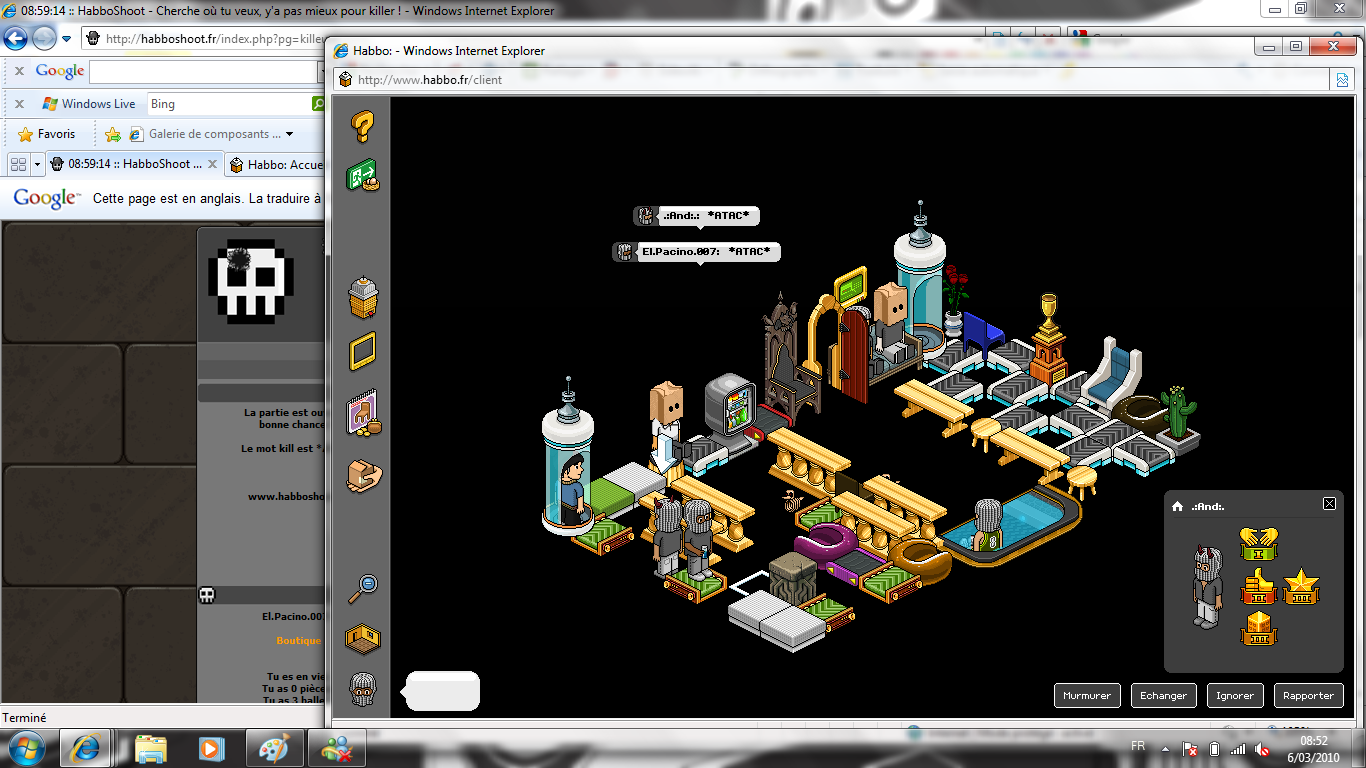 08:59:14 :: HabboShoot - Cherche où tu veux, y'a pas mieux pour killer ! - Windows Internet Explorer
http://habboshoot.fr/index.php?pg=kille
Habbo: - Windows Internet Explorer
http://www.habbo.fr/client
Google
Windows Live
Bing
Favoris
Galerie de composants ...
08:59:14 :: HabboShoot ...
Habbo: Accue
Google™
Cette page est en anglais. La traduire à
.:And:.: *ATAC*
El.Pacino.007: *ATAC*
La partie est ou
bonne chance
Le mot kill est *
www.habbosho
El.Pacino.00
Boutique
Tu es en vie
Tu as 0 pièce
Tu as 3 balle
.:And:.
8
Murmurer
Echanger
Ignorer
Rapporter
Terminé
FR
08:52
6/03/2010